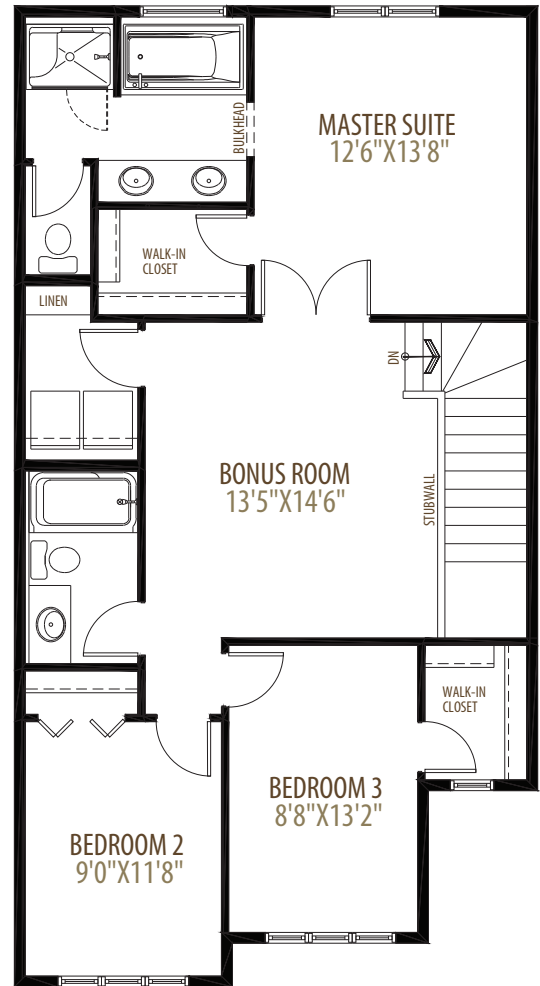 BULKHEAD
MASTER SUITE
12'6"X13'8"
WALK-IN
CLOSET
LINEN
DN
BONUS ROOM
13'5"X14'6"
STUBWALL
WALK-IN
CLOSET
BEDROOM 3
8'8"X13'2"
BEDROOM 2
9'0"X11'8"